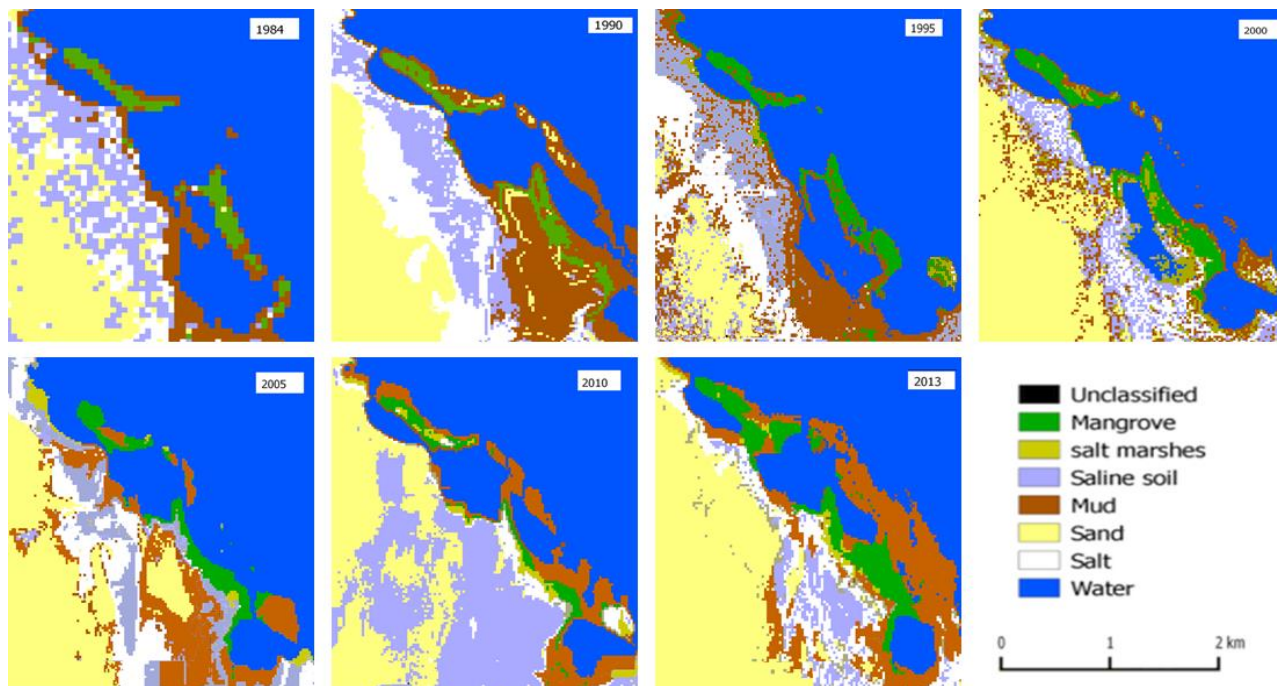 1984
1990
1995
2000
2005
2010
2013
Unclassified
Mangrove
salt marshes
Saline soil
Mud
Sand
Salt
Water
0 1 2 km